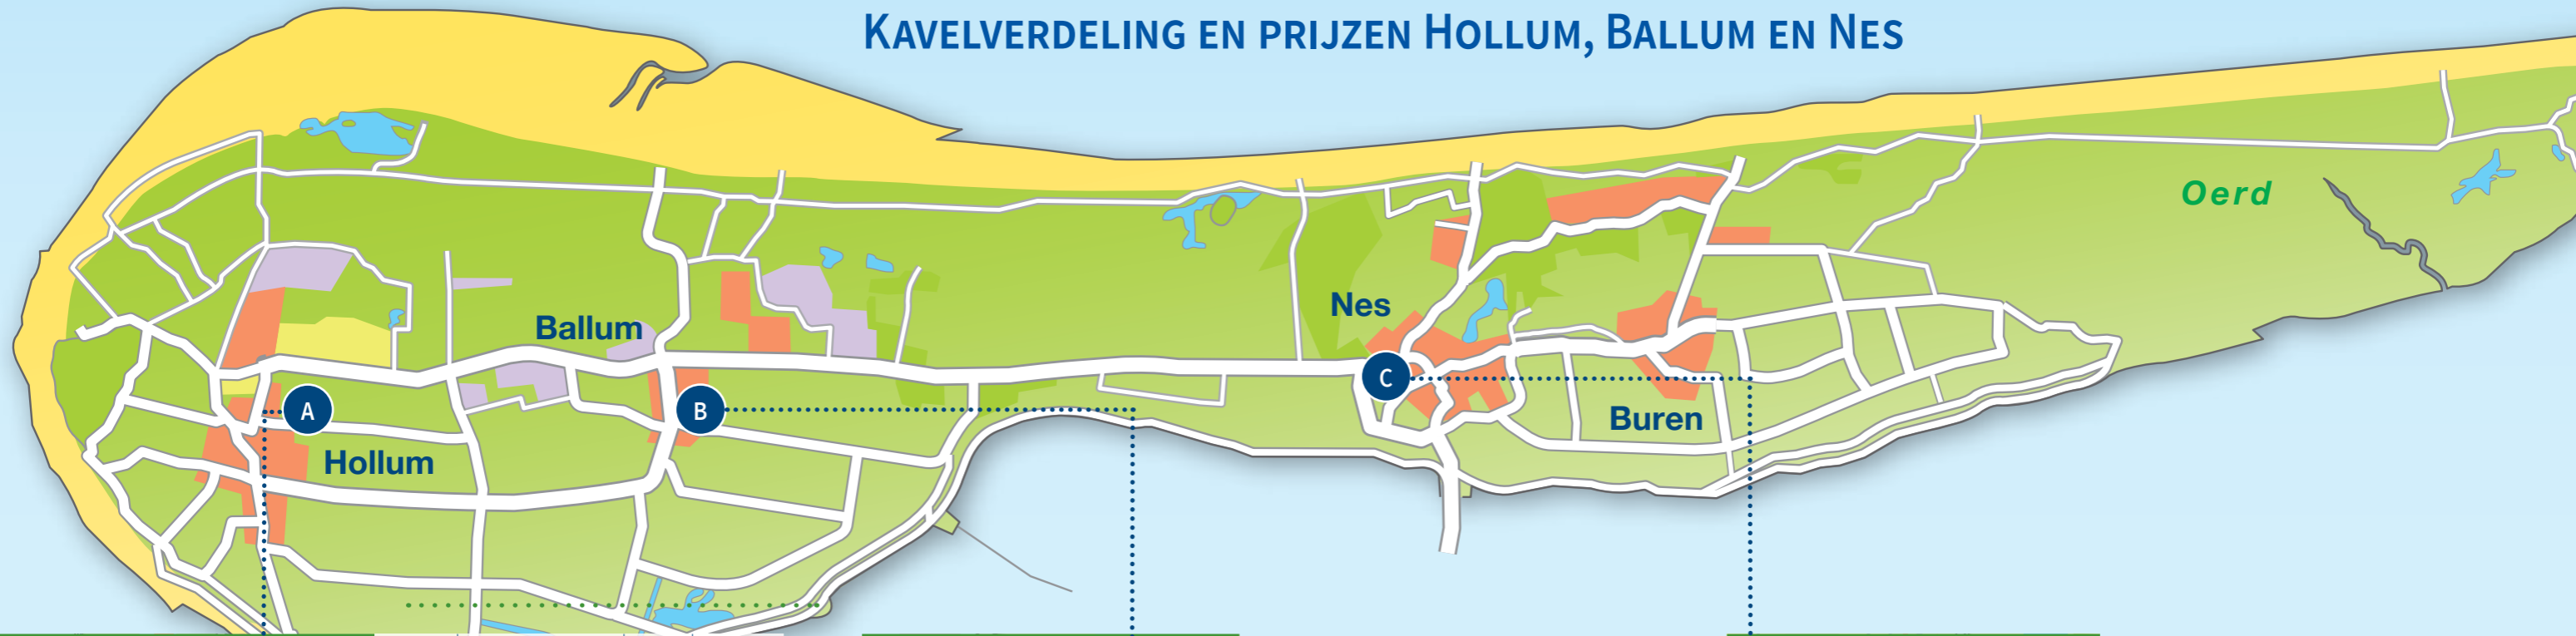 KAVELVERDELING EN PRIJZEN HOLLUM, BALLUM EN NES
Oerd
Nes
Ballum
C
A
B
Buren
Hollum